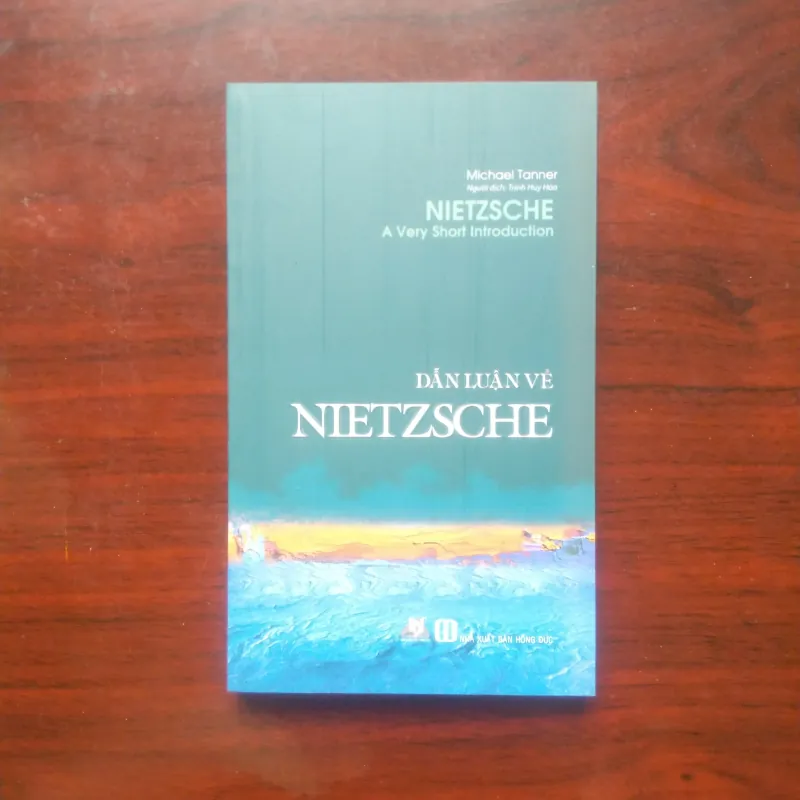 Michael Tanner
Người dịch: Trịnh Huy Hóa
NIETZSCHE
A Very Short Introduction
DẪN LUẬN VỀ
NIETZSCHE
NHÀ XUẤT BẢN HỒNG ĐỨC